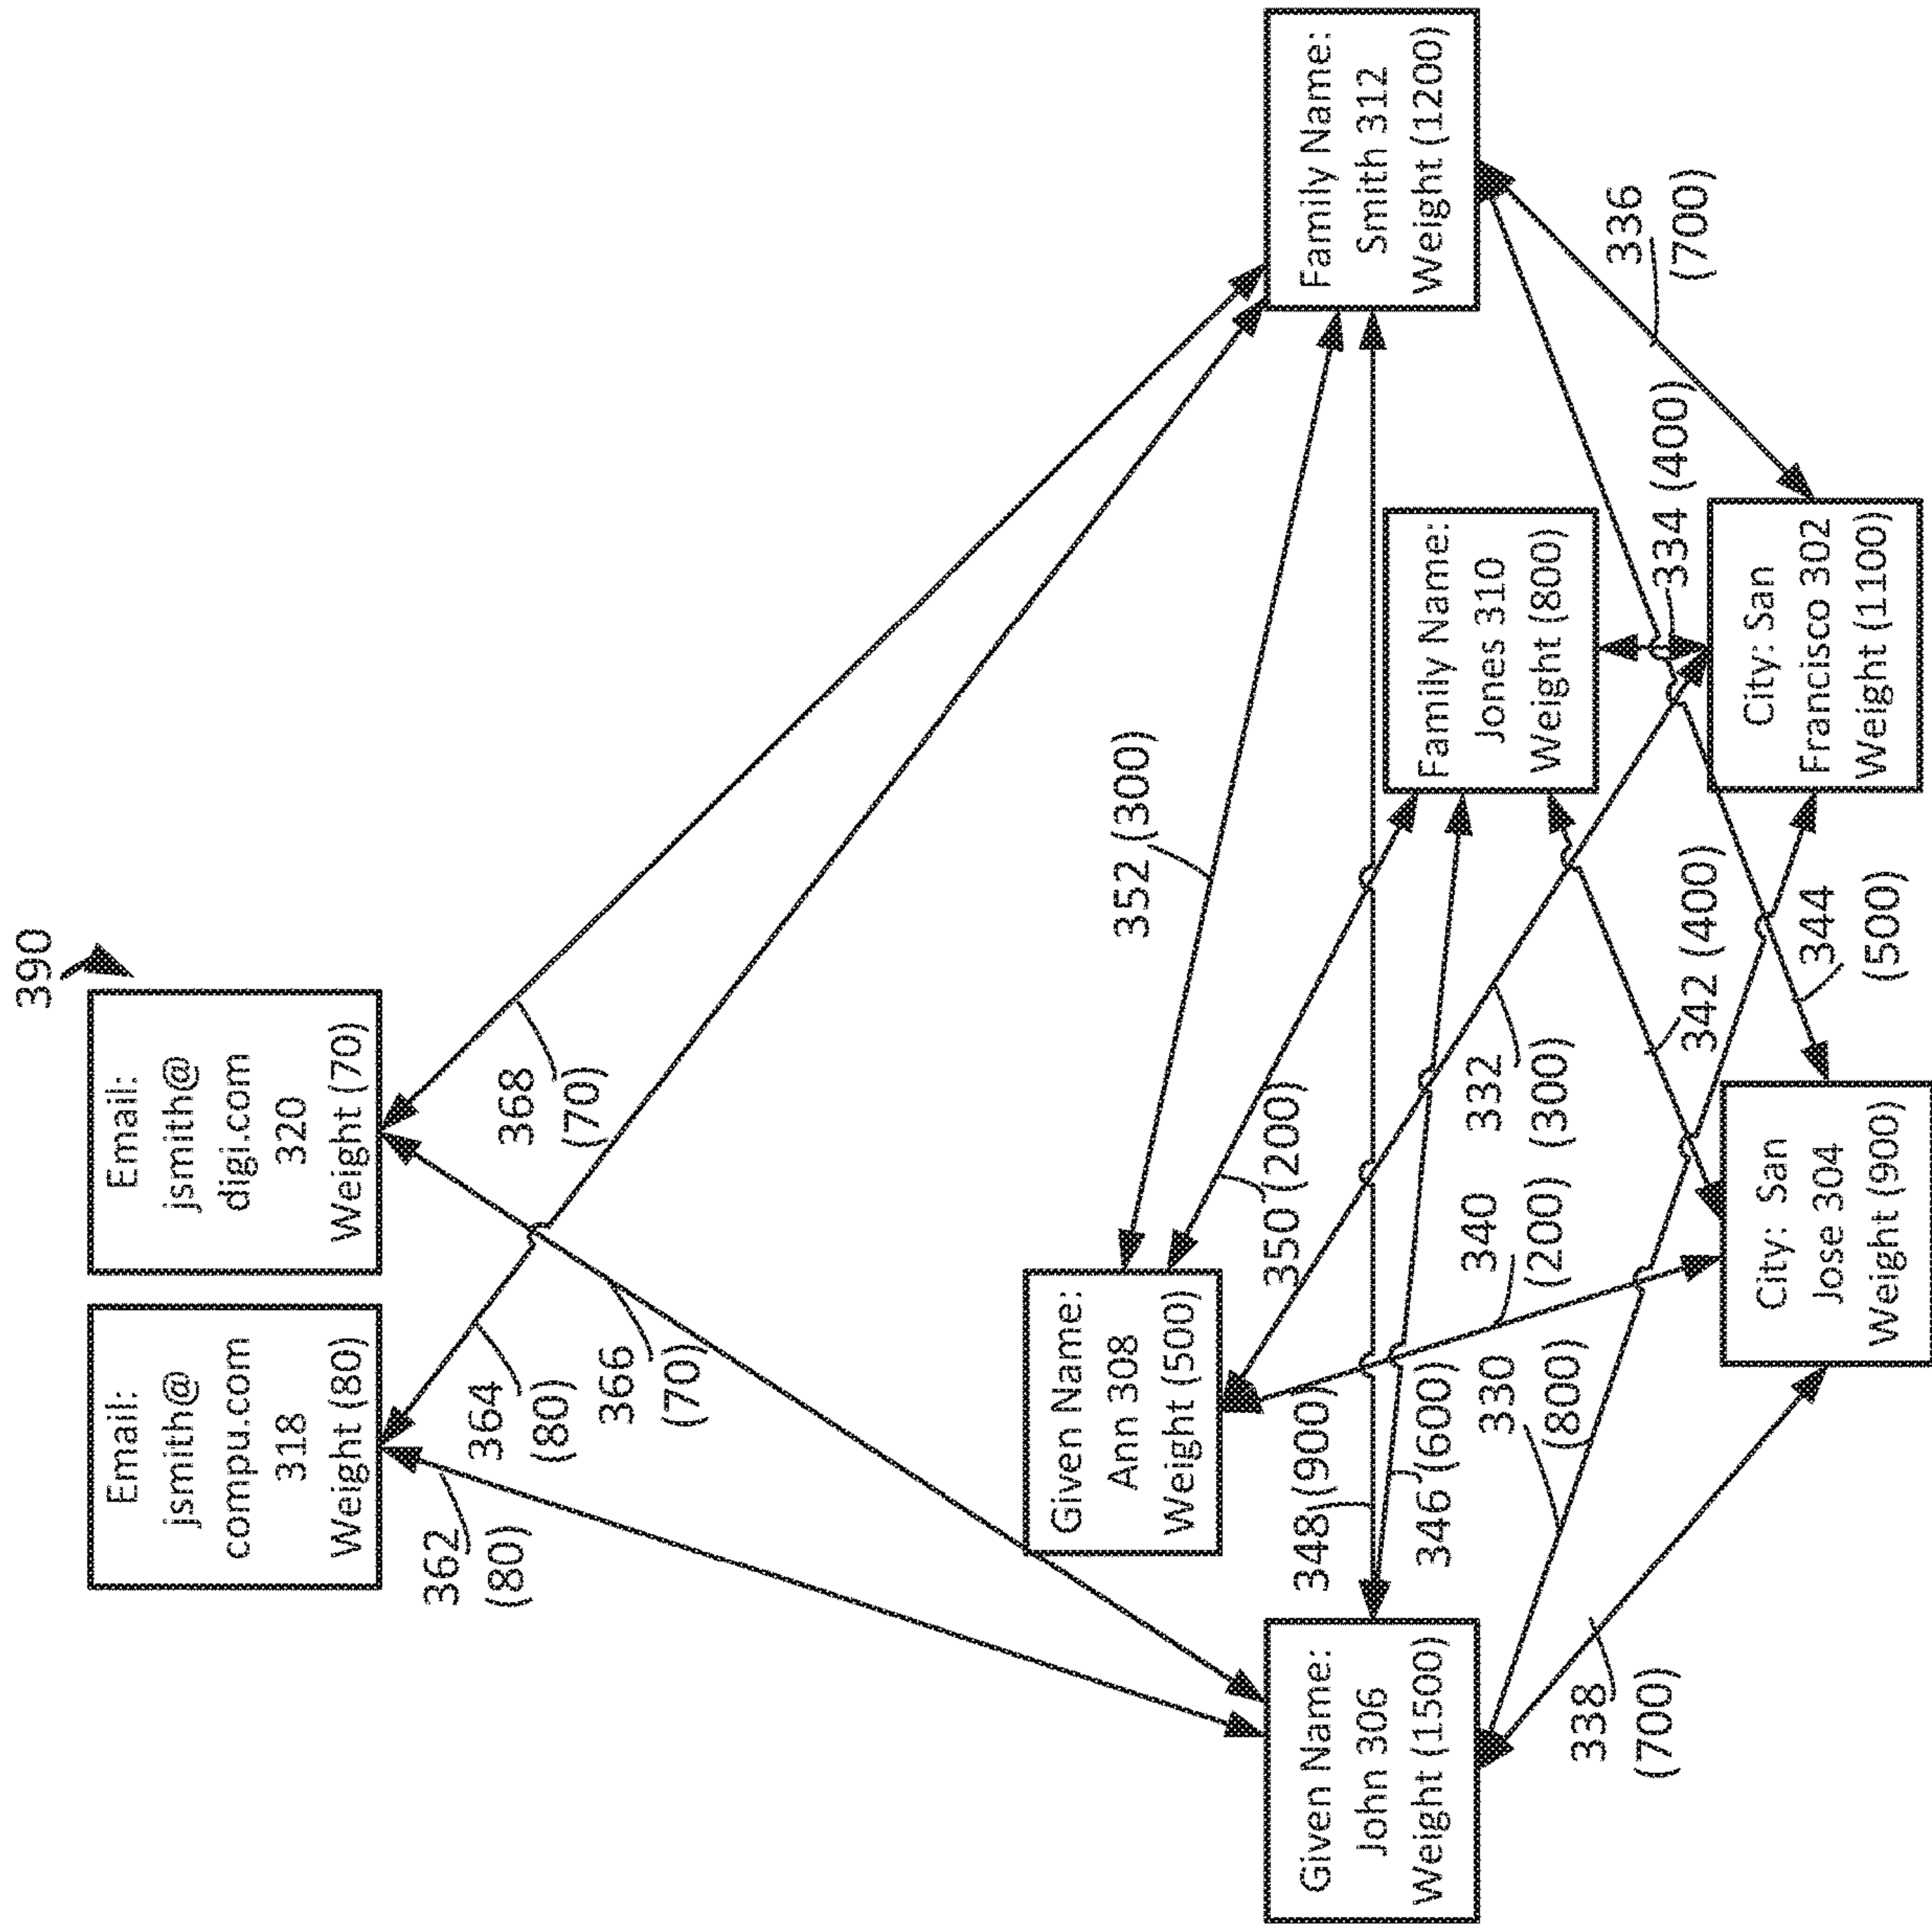 390
Email:
jsmith@
compu.com
318
Weight (80)
Email:
jsmith@
digi.com
320
Weight (70)
362
(80)
364
(80)
366
(70)
368
(70)
Given Name:
Ann 308
Weight (500)
352 (300)
350 (200)
Given Name:
John 306
Weight (1500)
348 (900)
346 (600)
340
(200)
332
(300)
330
(800)
338
(700)
Family Name:
Jones 310
Weight (800)
Family Name:
Smith 312
Weight (1200)
334 (400)
336
(700)
342 (400)
344
(500)
City: San
Jose 304
Weight (900)
City: San
Francisco 302
Weight (1100)